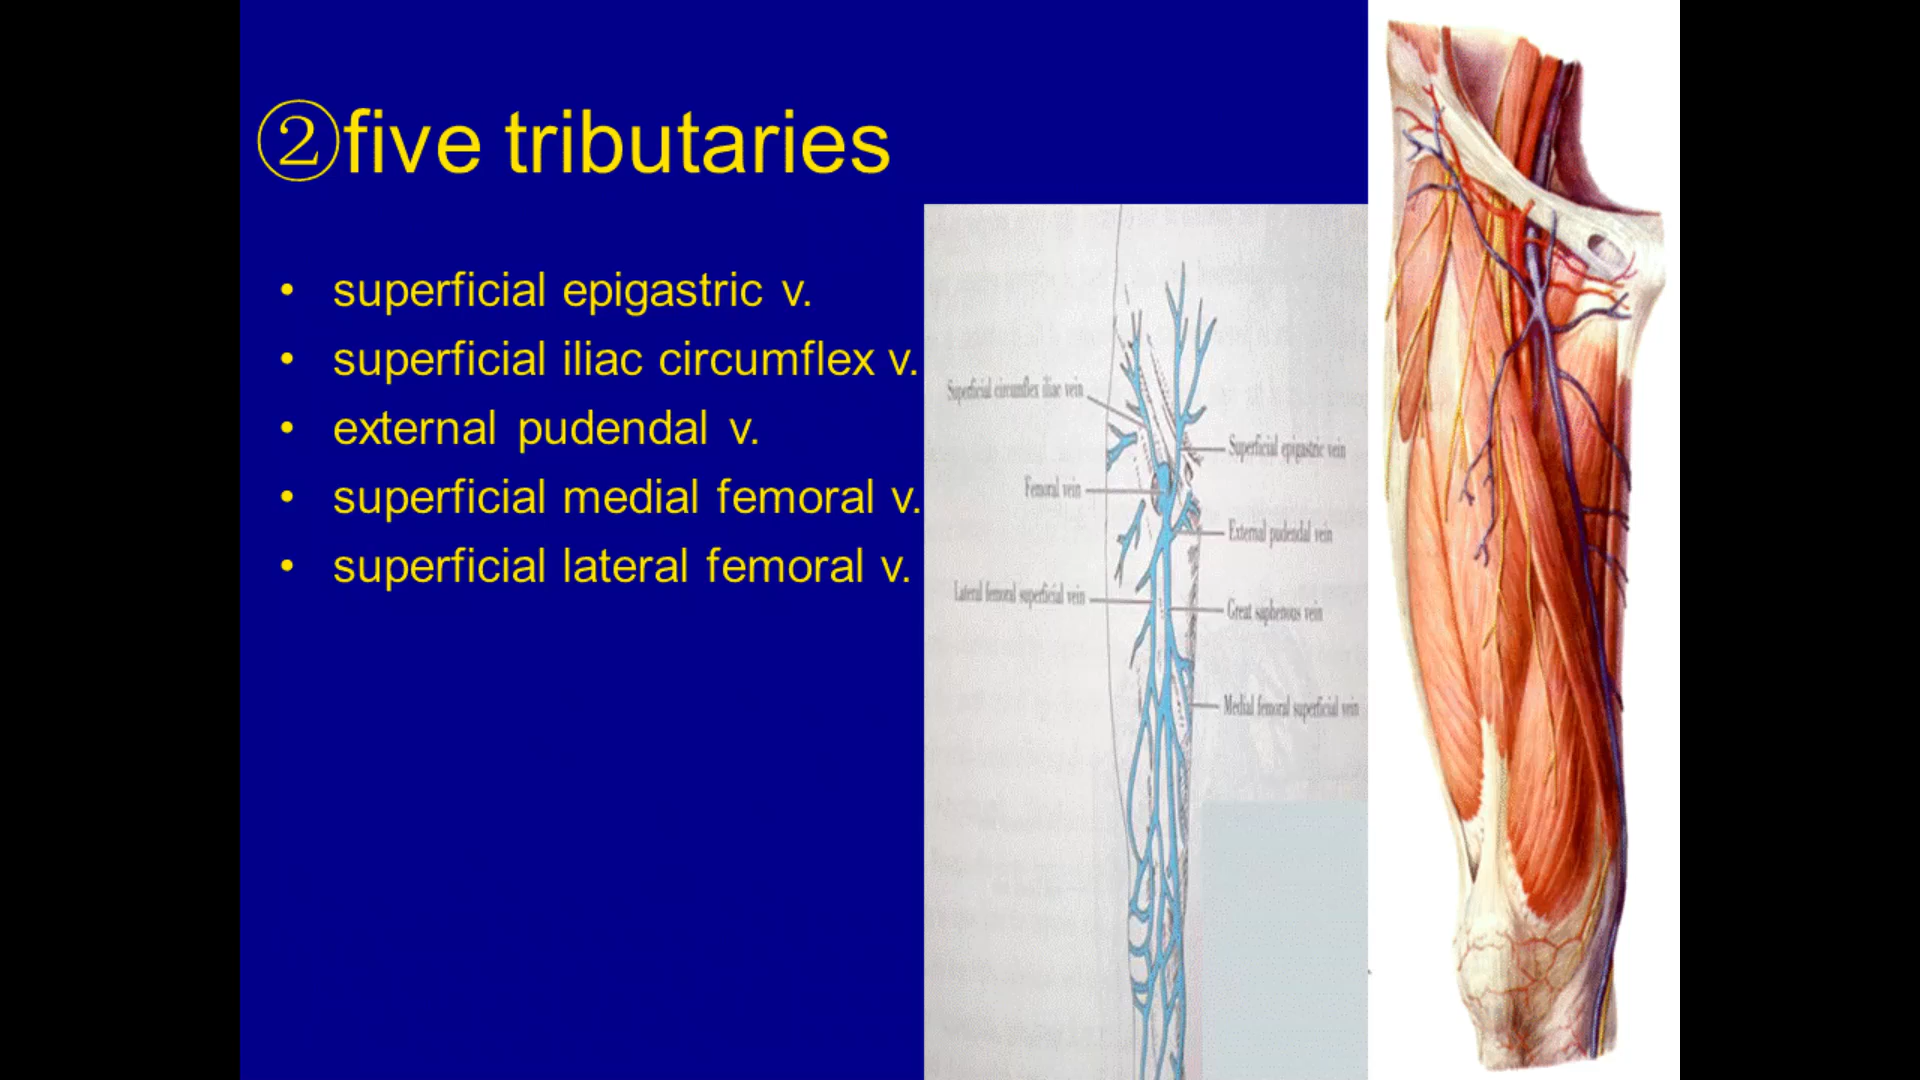 ②five tributaries
• superficial epigastric v.
• superficial iliac circumflex v.
• external pudendal v.
• superficial medial femoral v.
• superficial lateral femoral v.
Superficial circumflex iliac vein
Superficial epigastric vein
Femoral vein
External pudendal vein
Lateral femoral superficial vein
Great saphenous vein
Medial femoral superficial vein